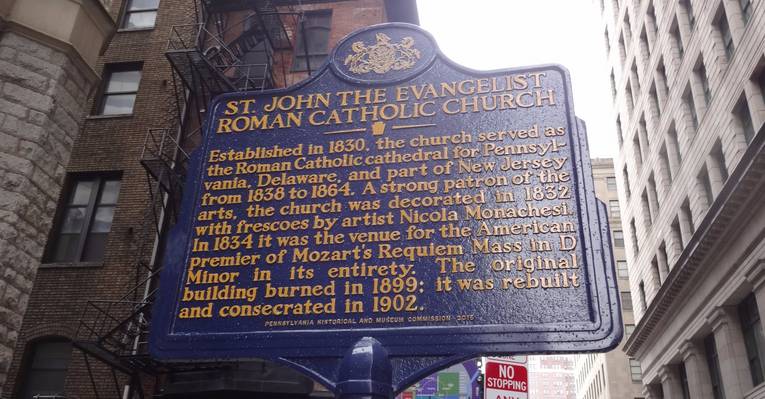 ST. JOHN THE EVANGELIST
ROMAN CATHOLIC CHURCH
Established in 1830, the church served as
the Roman Catholic cathedral for Pennsyl-
vania, Delaware, and part of New Jersey
from 1838 to 1864. A strong patron of the
arts, the church was decorated in 1832
with frescoes by artist Nicola Monachesi.
In 1834 it was the venue for the American
premier of Mozart's Requiem Mass in D
Minor in its entirety. The original
building burned in 1899; it was rebuilt
and consecrated in 1902.
PENNSYLVANIA HISTORICAL AND MUSEUM COMMISSION 2015
NO
STOPPING